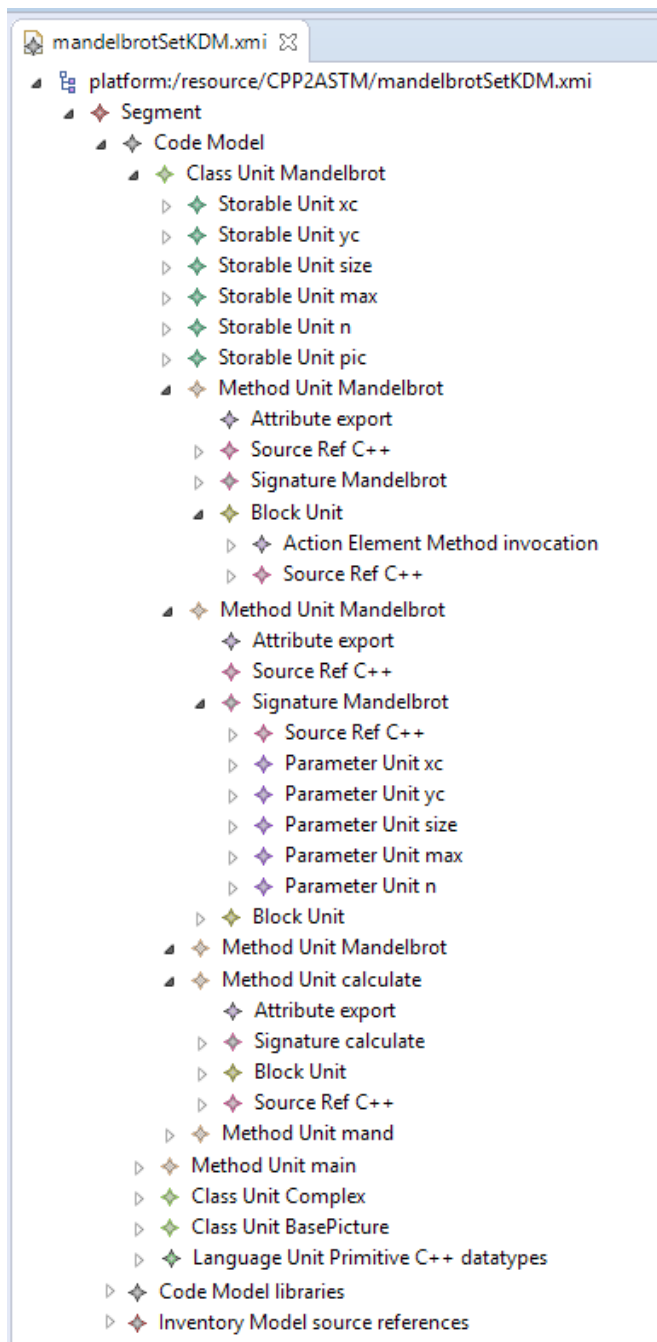 mandelbrotSetKDM.xmi
platform:/resource/CPP2ASTM/mandelbrotSetKDM.xmi
Segment
Code Model
Class Unit Mandelbrot
Storable Unit xc
Storable Unit yc
Storable Unit size
Storable Unit max
Storable Unit n
Storable Unit pic
Method Unit Mandelbrot
Attribute export
Source Ref C++
Signature Mandelbrot
Block Unit
Action Element Method invocation
Source Ref C++
Method Unit Mandelbrot
Attribute export
Source Ref C++
Signature Mandelbrot
Source Ref C++
Parameter Unit xc
Parameter Unit yc
Parameter Unit size
Parameter Unit max
Parameter Unit n
Block Unit
Method Unit Mandelbrot
Method Unit calculate
Attribute export
Signature calculate
Block Unit
Source Ref C++
Method Unit mand
Method Unit main
Class Unit Complex
Class Unit BasePicture
Language Unit Primitive C++ datatypes
Code Model libraries
Inventory Model source references